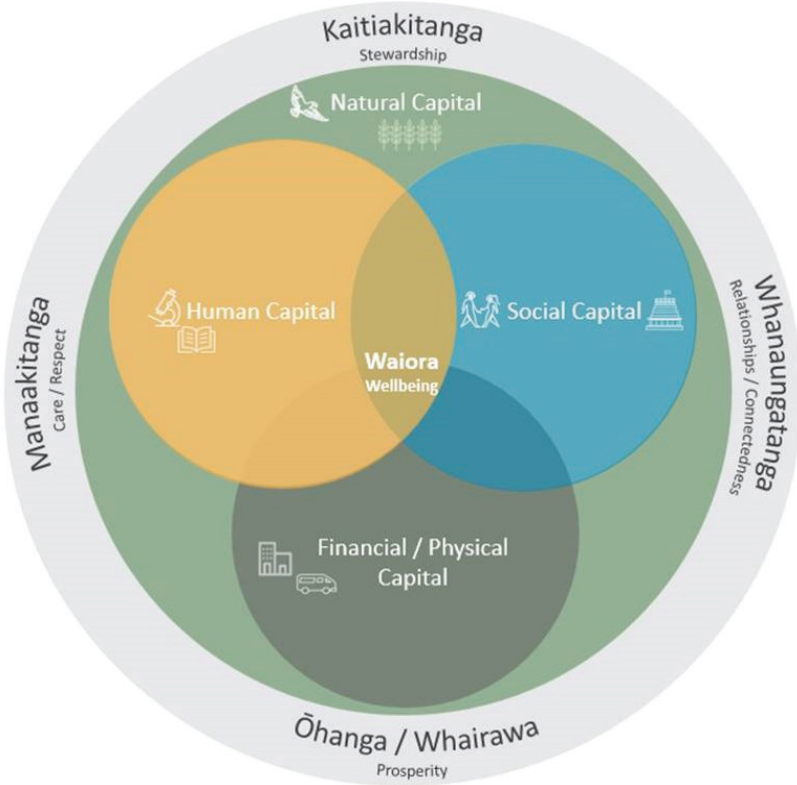 Kaitiakitanga
Stewardship
Natural Capital
Manaakitanga
Care / Respect
Human Capital
Social Capital
Whanaungatanga
Relationships / Connectedness
Waiora
Wellbeing
Financial / Physical
Capital
Ōhanga / Whairawa
Prosperity